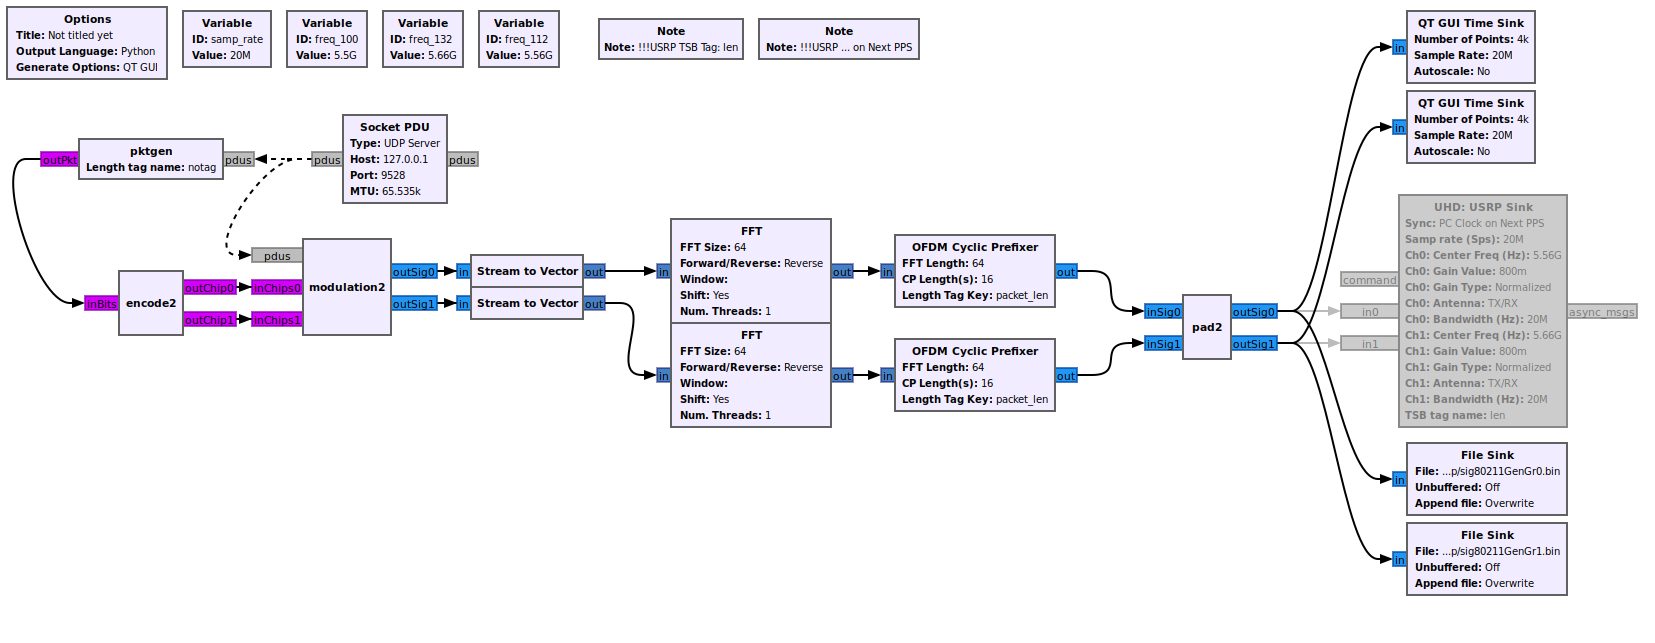 Options
Title: Not titled yet
Output Language: Python
Generate Options: QT GUI
Variable
ID: samp_rate
Value: 20M
Variable
ID: freq_100
Value: 5.5G
Variable
ID: freq_132
Value: 5.66G
Variable
ID: freq_112
Value: 5.56G
Note
Note: !!!USRP TSB Tag: len
Note
Note: !!!USRP ... on Next PPS
QT GUI Time Sink
Number of Points: 4k
Sample Rate: 20M
Autoscale: No
in
QT GUI Time Sink
Number of Points: 4k
Sample Rate: 20M
Autoscale: No
in
outPkt
pktgen
Length tag name: notag
pdus
pdus
Socket PDU
Type: UDP Server
Host: 127.0.0.1
Port: 9528
MTU: 65.535k
pdus
inBits
encode2
outChip0
outChip1
pdus
inChips0
inChips1
modulation2
outSig0
outSig1
in
Stream to Vector
out
in
Stream to Vector
out
in
FFT
FFT Size: 64
Forward/Reverse: Reverse
Window:
Shift: Yes
Num. Threads: 1
out
in
FFT
FFT Size: 64
Forward/Reverse: Reverse
Window:
Shift: Yes
Num. Threads: 1
out
in
OFDM Cyclic Prefixer
FFT Length: 64
CP Length(s): 16
Length Tag Key: packet_len
out
in
OFDM Cyclic Prefixer
FFT Length: 64
CP Length(s): 16
Length Tag Key: packet_len
out
inSig0
inSig1
pad2
outSig0
outSig1
command
in0
in1
UHD: USRP Sink
Sync: PC Clock on Next PPS
Samp rate (Sps): 20M
Ch0: Center Freq (Hz): 5.56G
Ch0: Gain Value: 800m
Ch0: Gain Type: Normalized
Ch0: Antenna: TX/RX
Ch0: Bandwidth (Hz): 20M
Ch1: Center Freq (Hz): 5.66G
Ch1: Gain Value: 800m
Ch1: Gain Type: Normalized
Ch1: Antenna: TX/RX
Ch1: Bandwidth (Hz): 20M
TSB tag name: len
async_msgs
in
File Sink
File: ...p/sig80211GenGr0.bin
Unbuffered: Off
Append file: Overwrite
in
File Sink
File: ...p/sig80211GenGr1.bin
Unbuffered: Off
Append file: Overwrite